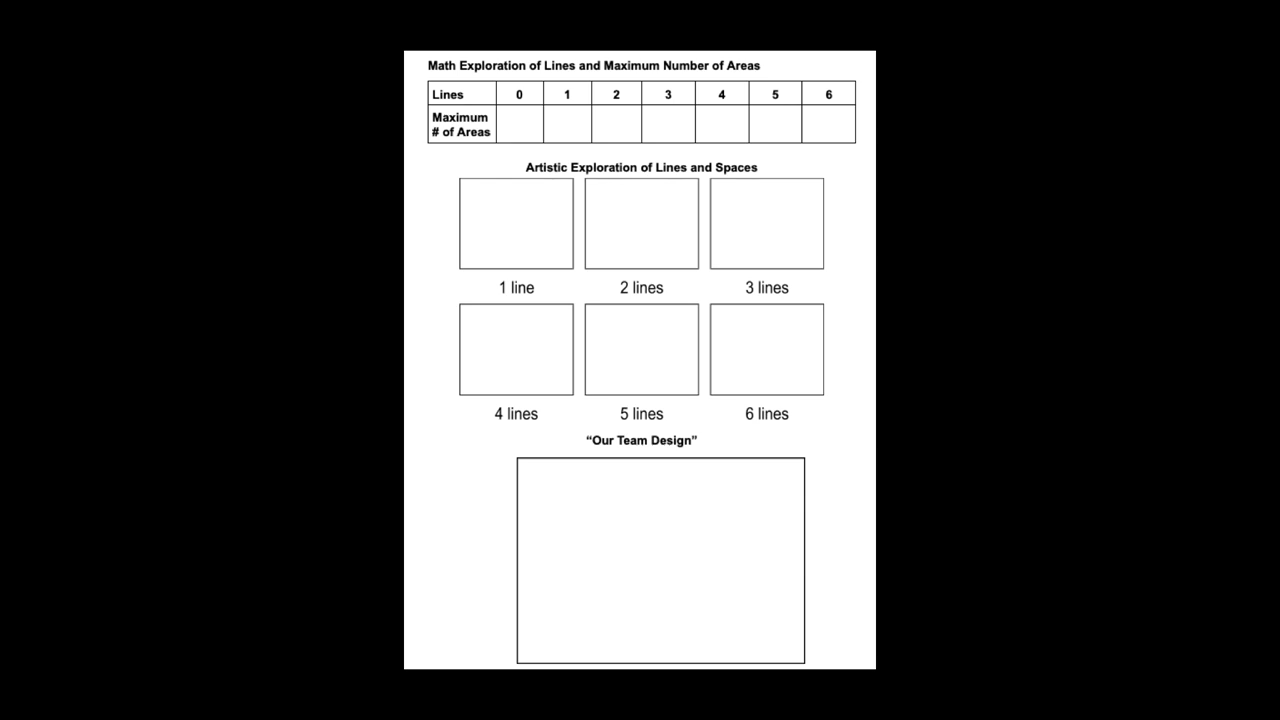 Math Exploration of Lines and Maximum Number of Areas
Lines 0 1 2 3 4 5 6
Maximum
# of Areas
Artistic Exploration of Lines and Spaces
1 line 2 lines 3 lines
4 lines 5 lines 6 lines
“Our Team Design”